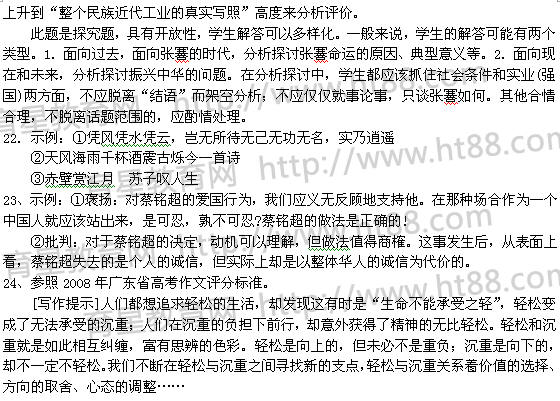 上升到“整个民族近代工业的真实写照”高度来分析评价。
此题是探究题，具有开放性，学生解答可以多样化。一般来说，学生的解答可能有两个
类型。1. 面向过去，面向张謇的时代，分析探讨张謇命运的原因、典型意义等。2. 面向现
在和未来，分析探讨振兴中华的问题。在分析探讨中，学生都应该抓住社会条件和实业(强
国)两方面，不应脱离“结语”而架空分析；不应仅仅就事论事，只谈张謇如何。其他合情
合理，不脱离话题范围的，应酌情处理。
22. 示例：①凭风凭水凭云，岂无所待无己无功无名，实乃逍遥
②天风海雨千杯酒震古烁今一首诗
③赤壁赏江月　苏子叹人生
23、示例：①褒扬：对蔡铭超的爱国行为，我们应义无反顾地支持他。在那种场合作为一个
中国人就应该站出来，是可忍，孰不可忍?蔡铭超的做法是正确的！
②批判：对于蔡铭超的决定，动机可以理解，但做法值得商榷。这事发生后，从表面上
看，蔡铭超失去的是个人的诚信，但实际上却是以整体华人的诚信为代价的。
24、参照 2008 年广东省高考作文评分标准。
[写作提示]人们都想追求轻松的生活，却发现这有时是“生命不能承受之轻”，轻松变
成了无法承受的沉重；人们在沉重的负担下前行，却意外获得了精神的无比轻松。轻松和沉
重就是如此相互纠缠，富有思辨的色彩。轻松是向上的，但未必不是重负；沉重是向下的，
却不一定不轻松。我们不断在轻松与沉重之间寻找新的支点，轻松与沉重关系着价值的选择、
方向的取舍、心态的调整……
http://www.ht88.com
http://www.ht88.com